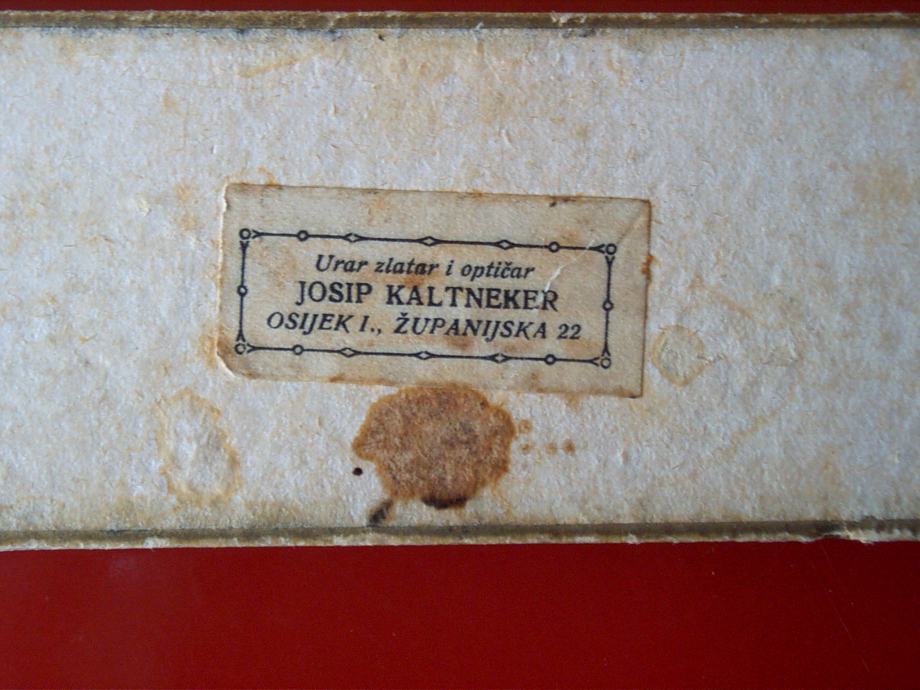 Urar zlatar i optičar
JOSIP KALTNEKER
OSIJEK I., ŽUPANIJSKA 22